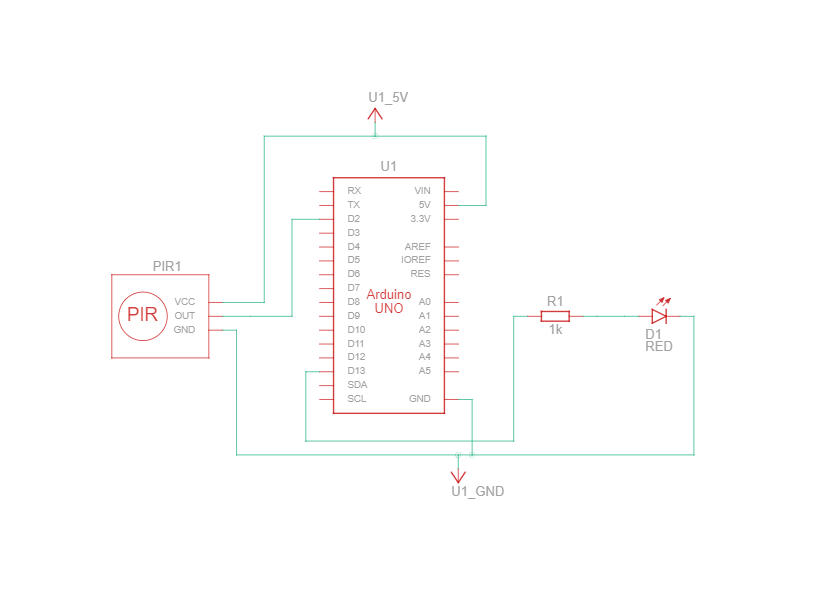 U1_5V
U1
RX VIN
TX 5V
D2 3.3V
D3
D4 AREF
D5 IOREF
D6 RES
D7
D8 A0
D9 A1
D10 A2
D11 A3
D12 A4
D13 A5
SDA
SCL GND
Arduino
UNO
PIR1
PIR
VCC
OUT
GND
R1
1k
D1
RED
U1_GND